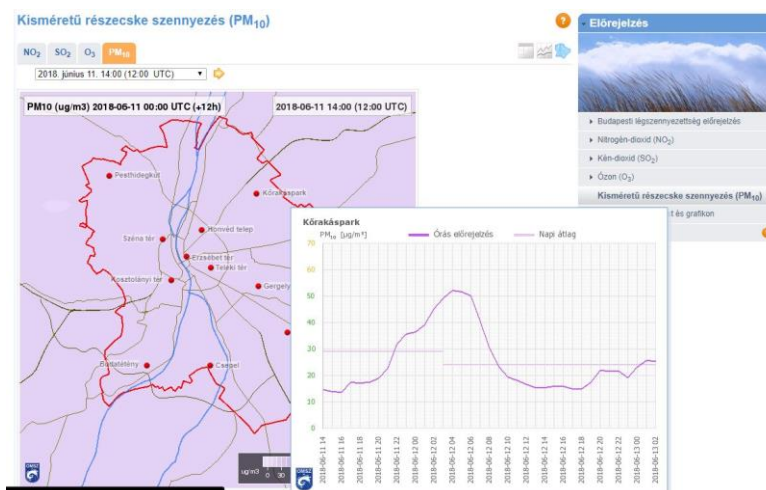 Kisméretű részecske szennyezés (PM10)
?
NO2 SO2 O3 PM10
2018. június 11. 14:00 (12:00 UTC)
PM10 (ug/m3) 2018-06-11 00:00 UTC (+12h)
2018-06-11 14:00 (12:00 UTC)
Pesthidegkút
Kőrakáspark
Honvéd telep
Széna tér
Erzsébet tér
Teleki tér
Kosztolányi tér
Gergely
Budatétény
Csepel
OMSZ
ug/m3 0 30
Előrejelzés
Budapesti légszennyezettség előrejelzés
Nitrogén-dioxid (NO2)
Kén-dioxid (SO2)
Ózon (O3)
Kisméretű részecske szennyezés (PM10)
t és grafikon
Kőrakáspark
PM10 [µg/m³]
Órás előrejelzés
Napi átlag
70
60
50
40
30
20
10
0
2018-06-11 14
2018-06-11 16
2018-06-11 18
2018-06-11 20
2018-06-11 22
2018-06-12 00
2018-06-12 02
2018-06-12 04
2018-06-12 06
2018-06-12 08
2018-06-12 10
2018-06-12 12
2018-06-12 14
2018-06-12 16
2018-06-12 18
2018-06-12 20
2018-06-12 22
2018-06-13 00
2018-06-13 02
OMSZ